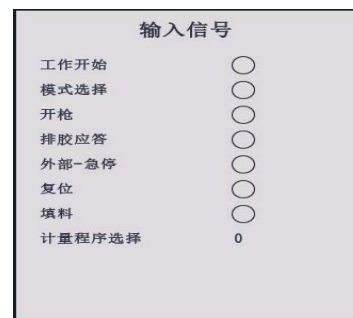 输入信号
工作开始
模式选择
开枪
排胶应答
外部-急停
复位
填料
计量程序选择 0